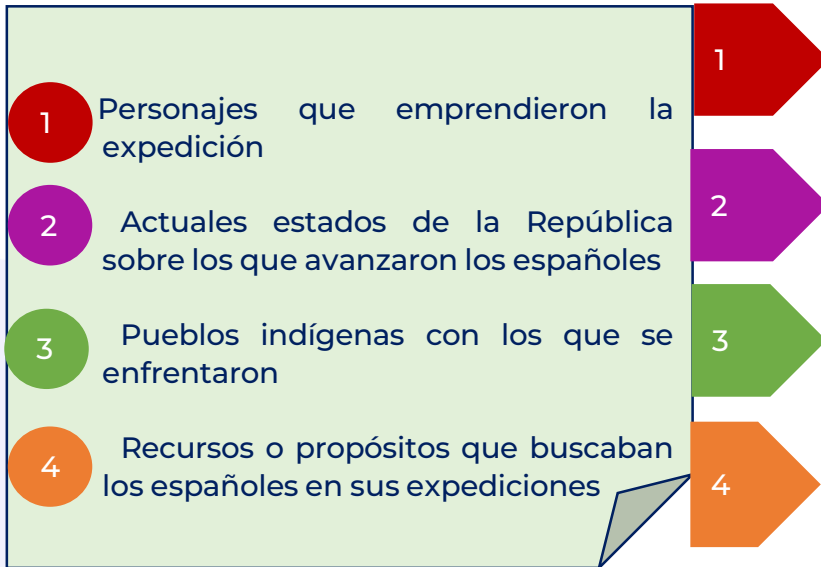 1
1 Personajes que emprendieron la
expedición
2 Actuales estados de la República
sobre los que avanzaron los españoles
2
3 Pueblos indígenas con los que se
enfrentaron
3
4 Recursos o propósitos que buscaban
los españoles en sus expediciones
4